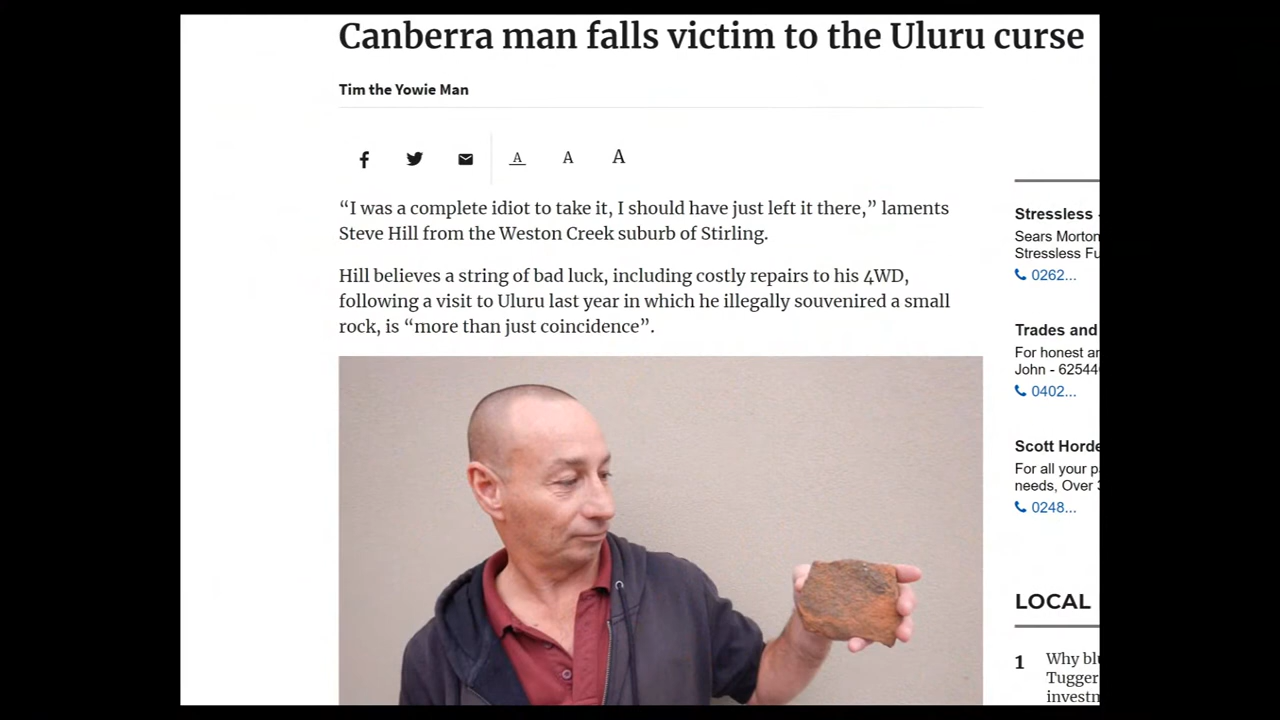 Canberra man falls victim to the Uluru curse
Tim the Yowie Man
A A A
“I was a complete idiot to take it, I should have just left it there,” laments
Steve Hill from the Weston Creek suburb of Stirling.
Hill believes a string of bad luck, including costly repairs to his 4WD,
following a visit to Uluru last year in which he illegally souvenired a small
rock, is “more than just coincidence”.
Stressless
Sears Morton
Stressless Fu
0262...
Trades and
For honest ar
John - 62544
0402...
Scott Horde
For all your p
needs, Over
0248...
LOCAL
1 Why blu
Tugger
investm